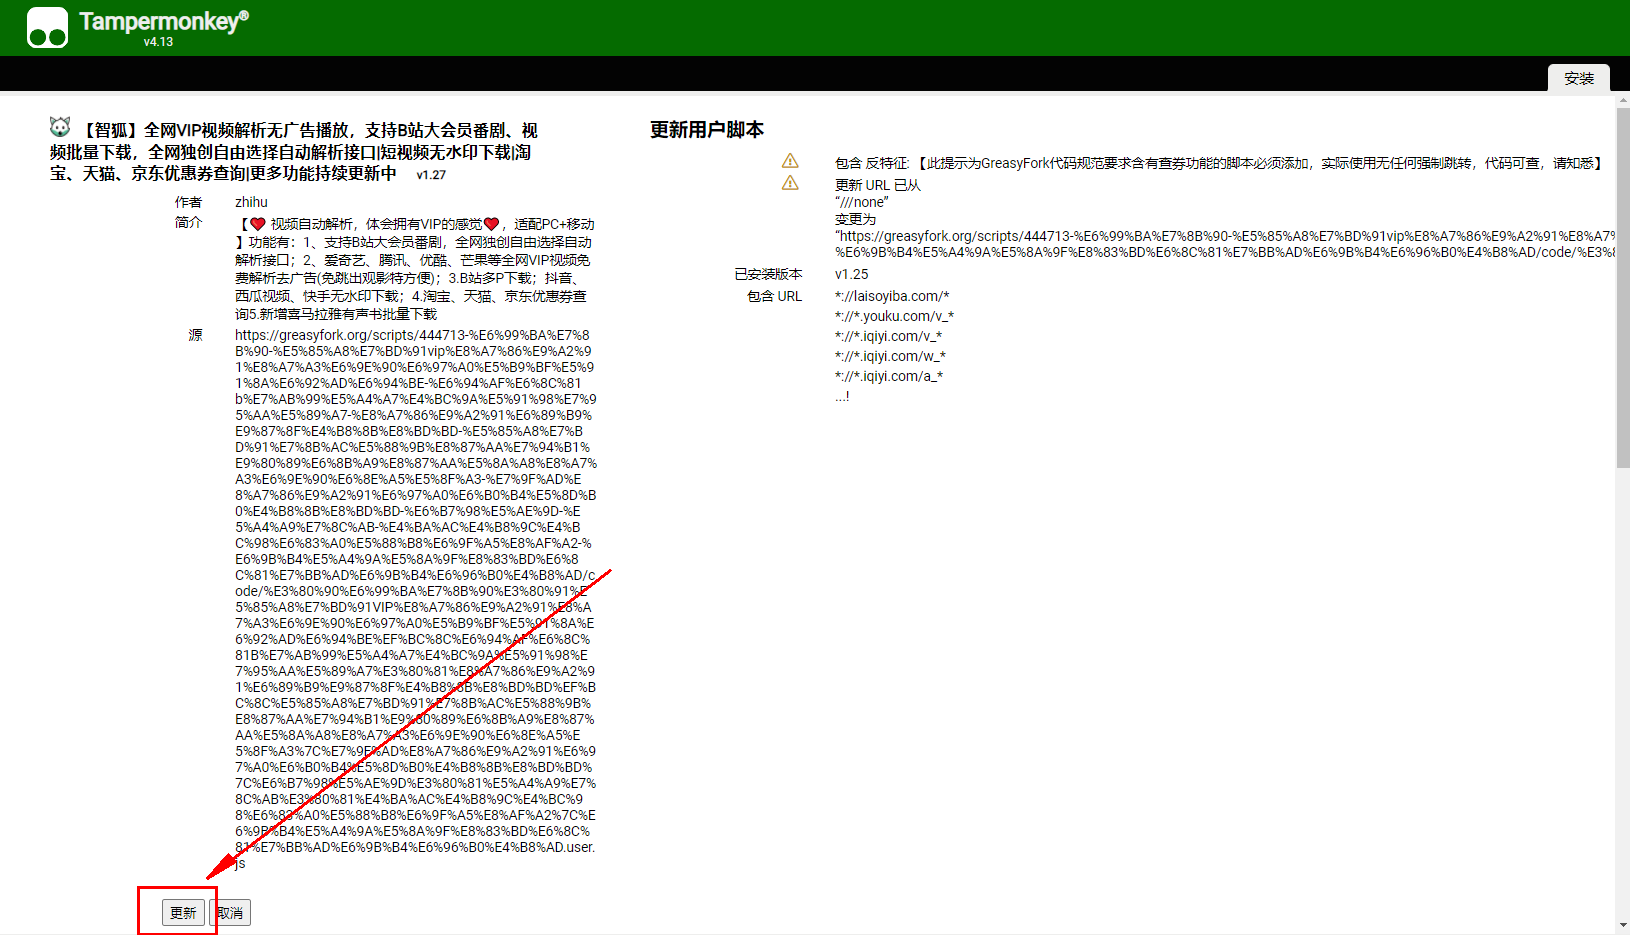 Tampermonkey®
v4.13
安装
【智狐】全网VIP视频解析无广告播放，支持B站大会员番剧、视
频批量下载，全网独创自由选择自动解析接口|短视频无水印下载|淘
宝、天猫、京东优惠券查询|更多功能持续更新中 v1.27
作者 zhihu
简介 【❤ 视频自动解析，体会拥有VIP的感觉❤，适配PC+移动
】功能有：1、支持B站大会员番剧，全网独创自由选择自动
解析接口；2、爱奇艺、腾讯、优酷、芒果等全网VIP视频免
费解析去广告(免跳出观影特方便)；3.B站多P下载；抖音、
西瓜视频、快手无水印下载；4.淘宝、天猫、京东优惠券查
询5.新增喜马拉雅有声书批量下载
源 https://greasyfork.org/scripts/444713-%E6%99%BA%E7%8
B%90-%E5%85%A8%E7%BD%91vip%E8%A7%86%E9%A2%9
1%E8%A7%A3%E6%9E%90%E6%97%A0%E5%B9%BF%E5%9
1%8A%E6%92%AD%E6%94%BE-%E6%94%AF%E6%8C%81
b%E7%AB%99%E5%A4%A7%E4%BC%9A%E5%91%98%E7%9
5%AA%E5%89%A7-%E8%A7%86%E9%A2%91%E6%89%B9%
E9%87%8F%E4%B8%8B%E8%BD%BD-%E5%85%A8%E7%B
D%91%E7%8B%AC%E5%88%9B%E8%87%AA%E7%94%B1%
E9%80%89%E6%8B%A9%E8%87%AA%E5%8A%A8%E8%A7%
A3%E6%9E%90%E6%8E%A5%E5%8F%A3-%E7%9F%AD%E
8%A7%86%E9%A2%91%E6%97%A0%E6%B0%B4%E5%8D%B
0%E4%B8%8B%E8%BD%BD-%E6%B7%98%E5%AE%9D-%E
5%A4%A9%E7%8C%AB-%E4%BA%AC%E4%B8%9C%E4%B
C%98%E6%83%A0%E5%88%B8%E6%9F%A5%E8%AF%A2-%
E6%9B%B4%E5%A4%9A%E5%8A%9F%E8%83%BD%E6%8
C%81%E7%BB%AD%E6%9B%B4%E6%96%B0%E4%B8%AD/c
ode/%E3%80%90%E6%99%BA%E7%8B%90%E3%80%91%E
5%85%A8%E7%BD%91VIP%E8%A7%86%E9%A2%91%E8%A
7%A3%E6%9E%90%E6%97%A0%E5%B9%BF%E5%91%8A%E
6%92%AD%E6%94%BE%EF%BC%8C%E6%94%AF%E6%8C%
81B%E7%AB%99%E5%A4%A7%E4%BC%9A%E5%91%98%E
7%95%AA%E5%89%A7%E3%80%81%E8%A7%86%E9%A2%9
1%E6%89%B9%E9%87%8F%E4%B8%8B%E8%BD%BD%EF%B
C%8C%E5%85%A8%E7%BD%91%E7%8B%AC%E5%88%9B%
E8%87%AA%E7%94%B1%E9%80%89%E6%8B%A9%E8%87%
AA%E5%8A%A8%E8%A7%A3%E6%9E%90%E6%8E%A5%E
5%8F%A3%7C%E7%9F%AD%E8%A7%86%E9%A2%91%E6%9
7%A0%E6%B0%B4%E5%8D%B0%E4%B8%8B%E8%BD%BD%
7C%E6%B7%98%E5%AE%9D%E3%80%81%E5%A4%A9%E7%
8C%AB%E3%80%81%E4%BA%AC%E4%B8%9C%E4%BC%9
8%E6%83%A0%E5%88%B8%E6%9F%A5%E8%AF%A2%7C%E
6%9B%B4%E5%A4%9A%E5%8A%9F%E8%83%BD%E6%8C%
81%E7%BB%AD%E6%9B%B4%E6%96%B0%E4%B8%AD.user.
js
更新 取消
更新用户脚本
包含 反特征: 【此提示为GreasyFork代码规范要求含有查券功能的脚本必须添加，实际使用无任何强制跳转，代码可查，请知悉】
更新 URL 已从
“///none”
变更为
“https://greasyfork.org/scripts/444713-%E6%99%BA%E7%8B%90-%E5%85%A8%E7%BD%91vip%E8%A7%86%E9%A2%91%E8%A7%
%E6%9B%B4%E5%A4%9A%E5%8A%9F%E8%83%BD%E6%8C%81%E7%BB%AD%E6%9B%B4%E6%96%B0%E4%B8%AD/code/%E3%8
已安装版本 v1.25
包含 URL *://laisoyiba.com/*
*://*.youku.com/v_*
*://*.iqiyi.com/v_*
*://*.iqiyi.com/w_*
*://*.iqiyi.com/a_*
...!